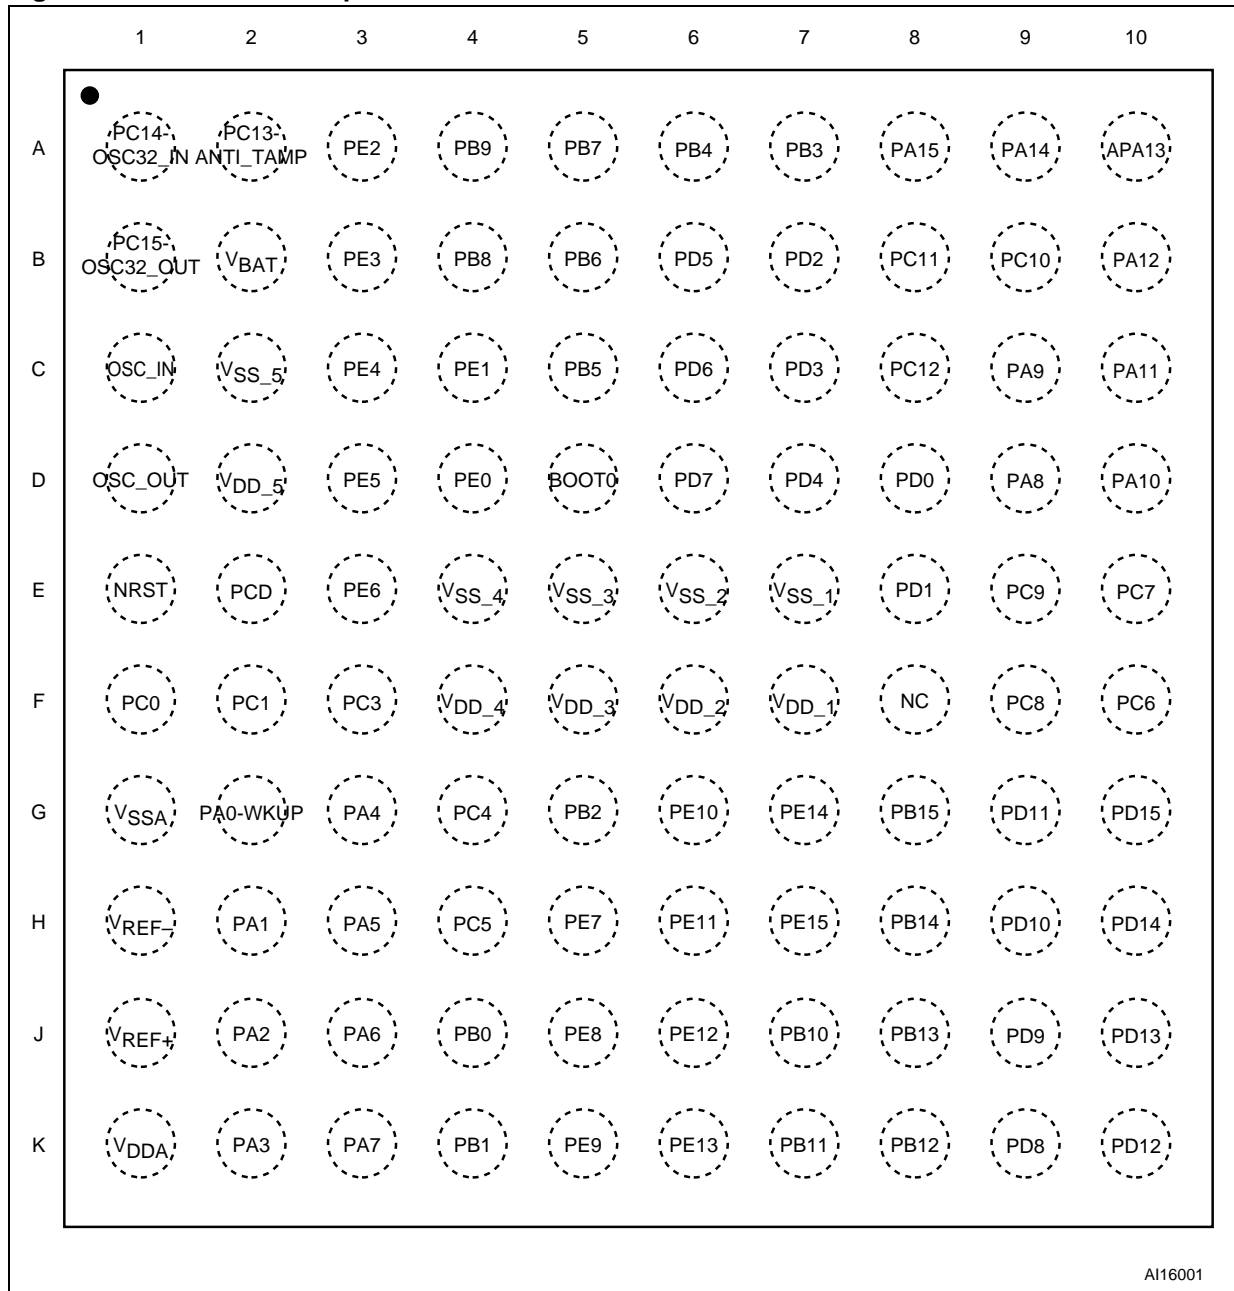 1 2 3 4 5 6 7 8 9 10
A PC14-OSC32_IN PC13-ANTI_TAMP PE2 PB9 PB7 PB4 PB3 PA15 PA14 APA13
B PC15-OSC32_OUT VBAT PE3 PB8 PB6 PD5 PD2 PC11 PC10 PA12
C OSC_IN VSS_5 PE4 PE1 PB5 PD6 PD3 PC12 PA9 PA11
D OSC_OUT VDD_5 PE5 PE0 BOOT0 PD7 PD4 PD0 PA8 PA10
E NRST PCD PE6 VSS_4 VSS_3 VSS_2 VSS_1 PD1 PC9 PC7
F PC0 PC1 PC3 VDD_4 VDD_3 VDD_2 VDD_1 NC PC8 PC6
G VSSA PA0-WKUP PA4 PC4 PB2 PE10 PE14 PB15 PD11 PD15
H VREF– PA1 PA5 PC5 PE7 PE11 PE15 PB14 PD10 PD14
J VREF+ PA2 PA6 PB0 PE8 PE12 PB10 PB13 PD9 PD13
K VDDA PA3 PA7 PB1 PE9 PE13 PB11 PB12 PD8 PD12
AI16001